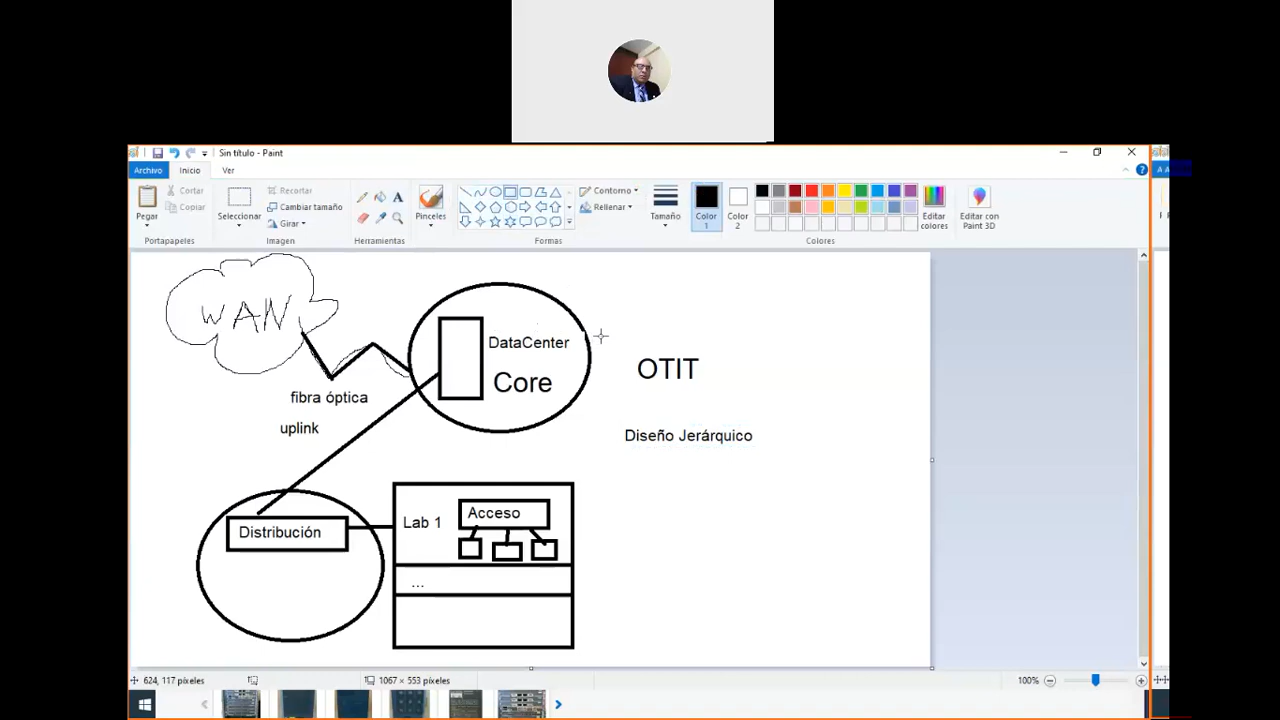 Sin título - Paint
Archivo
Inicio
Ver
Pegar
Cortar
Copiar
Portapapeles
Seleccionar
Recortar
Cambiar tamaño
Girar
Imagen
A
Herramientas
Pinceles
Contorno
Rellenar
Formas
Tamaño
Color 1
Color 2
Editar colores
Editar con Paint 3D
Colores
WAN
DataCenter
Core
fibra óptica
uplink
OTIT
Diseño Jerárquico
Distribución
Lab 1
Acceso
...
624, 117 píxeles
1067 × 553 píxeles
100%